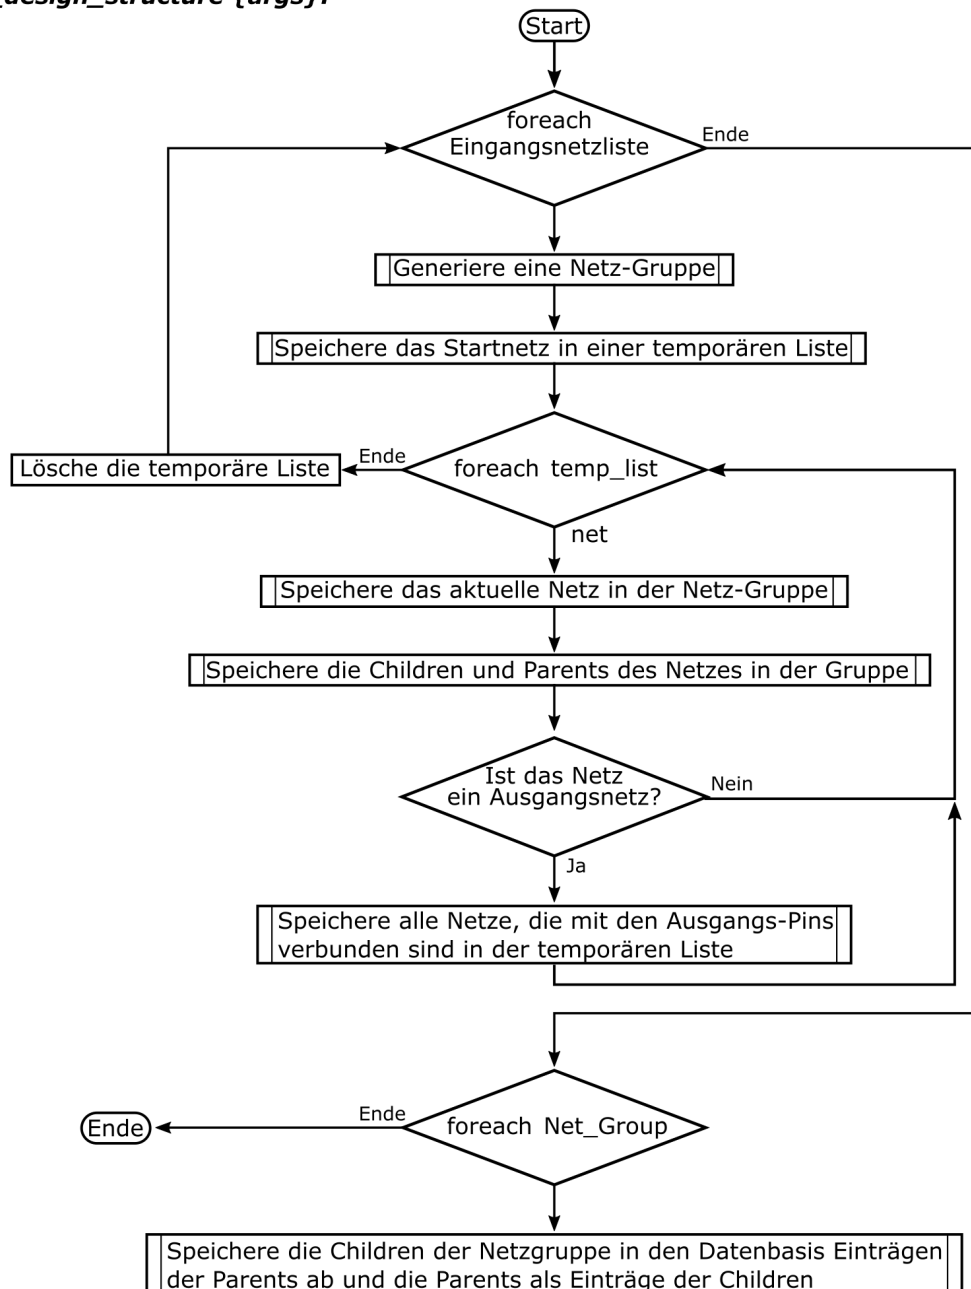 design_structure {args}:
Start
foreach
Eingangsnetzliste
Ende
Generiere eine Netz-Gruppe
Speichere das Startnetz in einer temporären Liste
Lösche die temporäre Liste
Ende
foreach temp_list
net
Speichere das aktuelle Netz in der Netz-Gruppe
Speichere die Children und Parents des Netzes in der Gruppe
Ist das Netz
ein Ausgangsnetz?
Nein
Ja
Speichere alle Netze, die mit den Ausgangs-Pins
verbunden sind in der temporären Liste
Ende
Ende
foreach Net_Group
Speichere die Children der Netzgruppe in den Datenbasis Einträgen
der Parents ab und die Parents als Einträge der Children